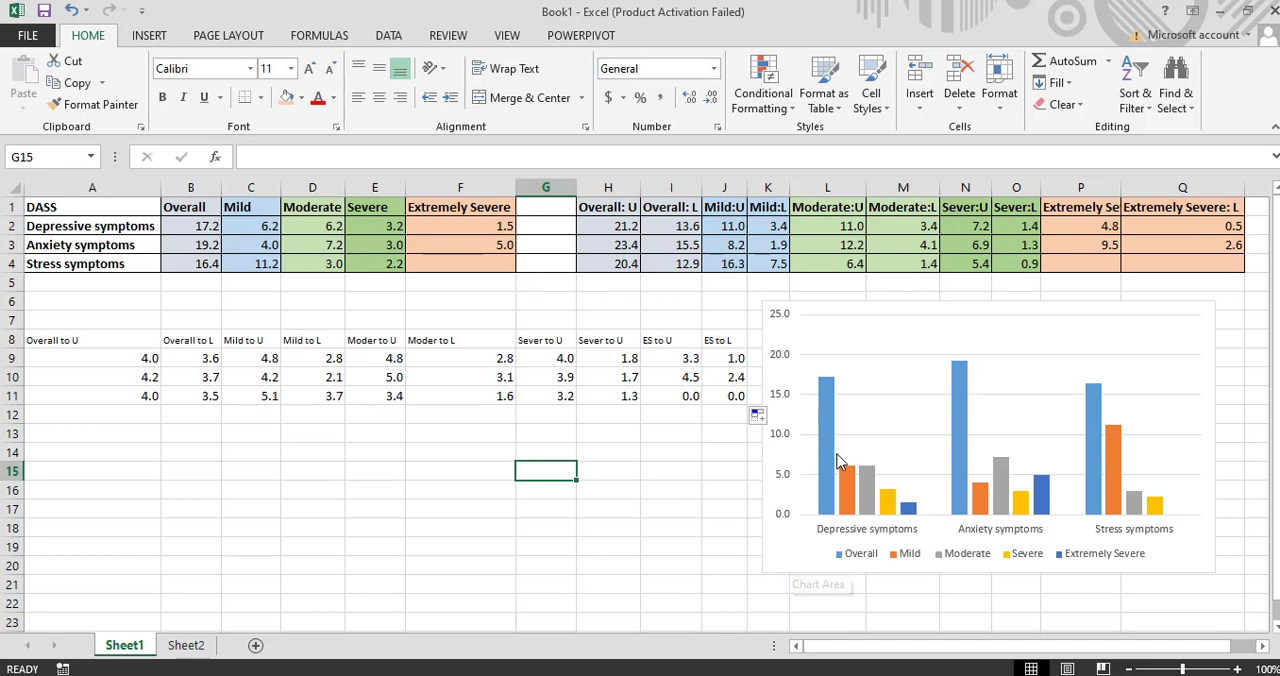 Book1 - Excel (Product Activation Failed)
FILE HOME INSERT PAGE LAYOUT FORMULAS DATA REVIEW VIEW POWERPIVOT Microsoft account
Paste Cut Copy Format Painter
Clipboard
Calibri 11
B I U
Font
Wrap Text
Merge & Center
Alignment
General
$ % ,
Number
Conditional Formatting Format as Table Cell Styles
Styles
Insert Delete Format
Cells
AutoSum Fill Clear Sort & Filter Find & Select
Editing
G15 fx
A B C D E F G H I J K L M N O P Q
1 DASS Overall Mild Moderate Severe Extremely Severe Overall: U Overall: L Mild:U Mild:L Moderate:U Moderate:L Sever:U Sever:L Extremely Se Extremely Severe: L
2 Depressive symptoms 17.2 6.2 6.2 3.2 1.5 21.2 13.6 11.0 3.4 11.0 3.4 7.2 1.4 4.8 0.5
3 Anxiety symptoms 19.2 4.0 7.2 3.0 5.0 23.4 15.5 8.2 1.9 12.2 4.1 6.9 1.3 9.5 2.6
4 Stress symptoms 16.4 11.2 3.0 2.2 20.4 12.9 16.3 7.5 6.4 1.4 5.4 0.9
5
6
7
8 Overall to U Overall to L Mild to U Mild to L Moder to U Moder to L Sever to U Sever to U ES to U ES to L
9 4.0 3.6 4.8 2.8 4.8 2.8 4.0 1.8 3.3 1.0
10 4.2 3.7 4.2 2.1 5.0 3.1 3.9 1.7 4.5 2.4
11 4.0 3.5 5.1 3.7 3.4 1.6 3.2 1.3 0.0 0.0
12
13
14
15
16
17
18
19
20
21
22
23
25.0
20.0
15.0
10.0
5.0
0.0
Depressive symptoms Anxiety symptoms Stress symptoms
Overall Mild Moderate Severe Extremely Severe
Chart Area
Sheet1 Sheet2
READY 100%